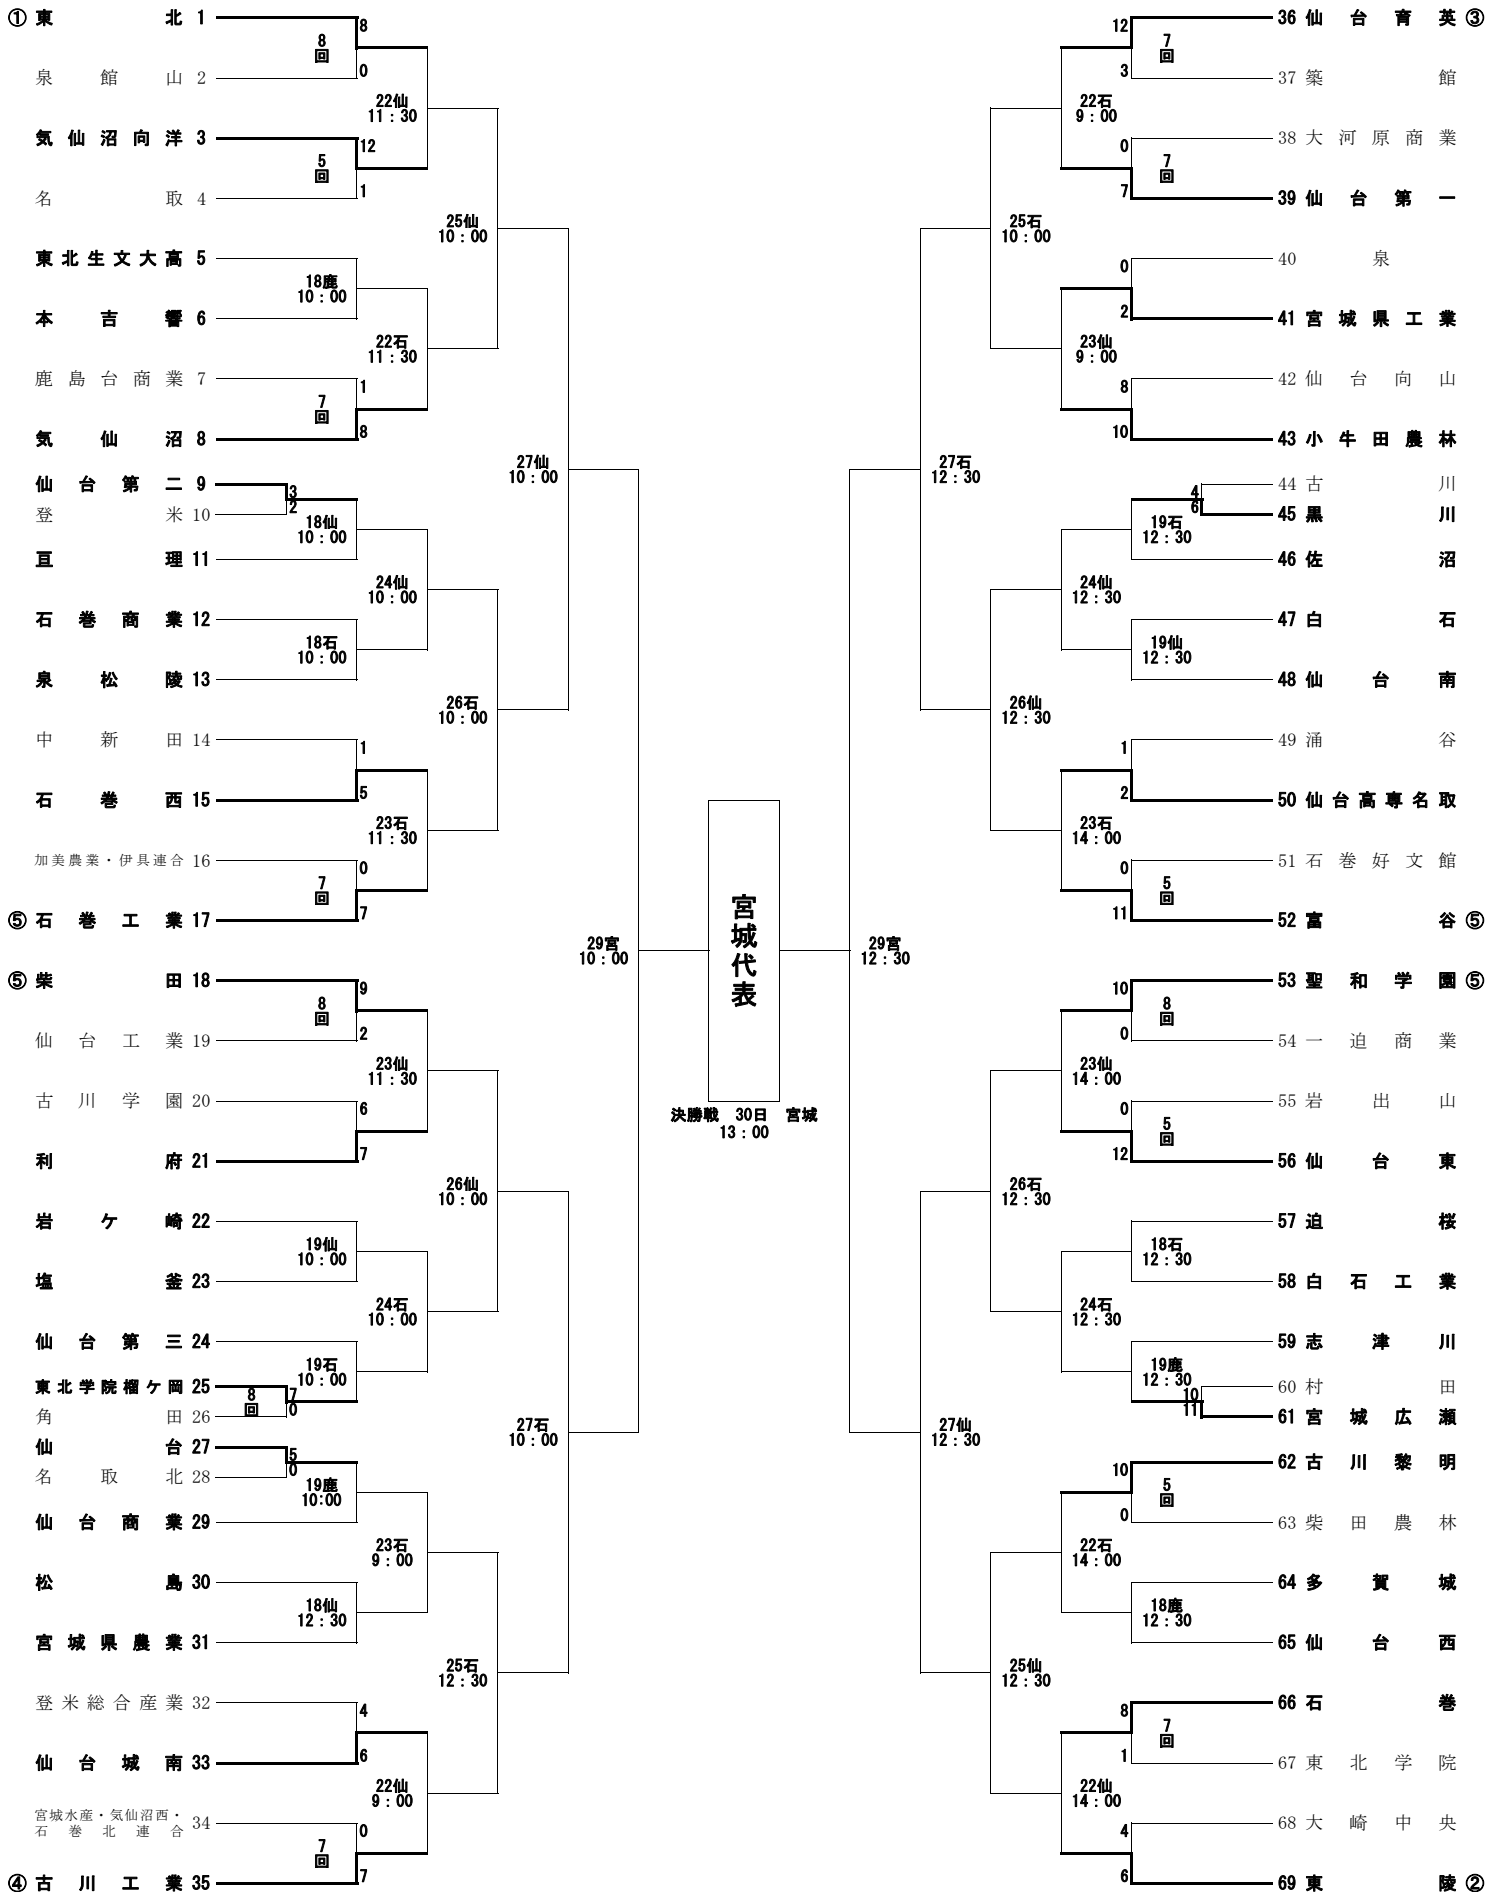 ① 東北 1
8
8回
0
泉館山 2
22仙
11：30
気仙沼向洋 3
12
5回
1
名取 4
25仙
10：00
東北生文大高 5
18鹿
10：00
本吉響 6
22石
11：30
鹿島台商業 7
1
7回
8
気仙沼 8
27仙
10：00
仙台第二 9
3
2
登米 10
18仙
10：00
亘理 11
24仙
10：00
石巻商業 12
18石
10：00
泉松陵 13
26石
10：00
中新田 14
1
5
石巻西 15
23石
11：30
加美農業・伊具連合 16
0
7回
7
⑤ 石巻工業 17
29宮
10：00
⑤ 柴田 18
9
8回
2
仙台工業 19
23仙
11：30
古川学園 20
6
7
利府 21
26仙
10：00
岩ケ崎 22
19仙
10：00
塩釜 23
24石
10：00
仙台第三 24
19石
10：00
東北学院榴ケ岡 25
8回
7
0
角田 26
27石
10：00
仙台 27
5
0
名取北 28
19鹿
10:00
仙台商業 29
23石
9：00
松島 30
18仙
12：30
宮城県農業 31
25石
12：30
登米総合産業 32
4
6
仙台城南 33
22仙
9：00
宮城水産・気仙沼西・
石巻北連合 34
0
7回
7
④ 古川工業 35
宮城代表
決勝戦　30日　宮城
13：00
36 仙台育英 ③
12
7回
3
37 築館
22石
9：00
38 大河原商業
0
7回
7
39 仙台第一
25石
10：00
40 泉
0
2
41 宮城県工業
23仙
9：00
42 仙台向山
8
10
43 小牛田農林
27石
12：30
44 古川
4
6
45 黒川
19石
12：30
46 佐沼
24仙
12：30
47 白石
19仙
12：30
48 仙台南
26仙
12：30
49 涌谷
1
2
50 仙台高専名取
23石
14：00
51 石巻好文館
0
5回
11
52 富谷 ⑤
29宮
12：30
53 聖和学園 ⑤
10
8回
0
54 一迫商業
23仙
14：00
55 岩出山
0
5回
12
56 仙台東
26石
12：30
57 迫桜
18石
12：30
58 白石工業
24石
12：30
59 志津川
19鹿
12：30
60 村田
10
11
61 宮城広瀬
27仙
12：30
62 古川黎明
10
5回
0
63 柴田農林
22石
14：00
64 多賀城
18鹿
12：30
65 仙台西
25仙
12：30
66 石巻
8
7回
1
67 東北学院
22仙
14：00
68 大崎中央
4
6
69 東陵 ②